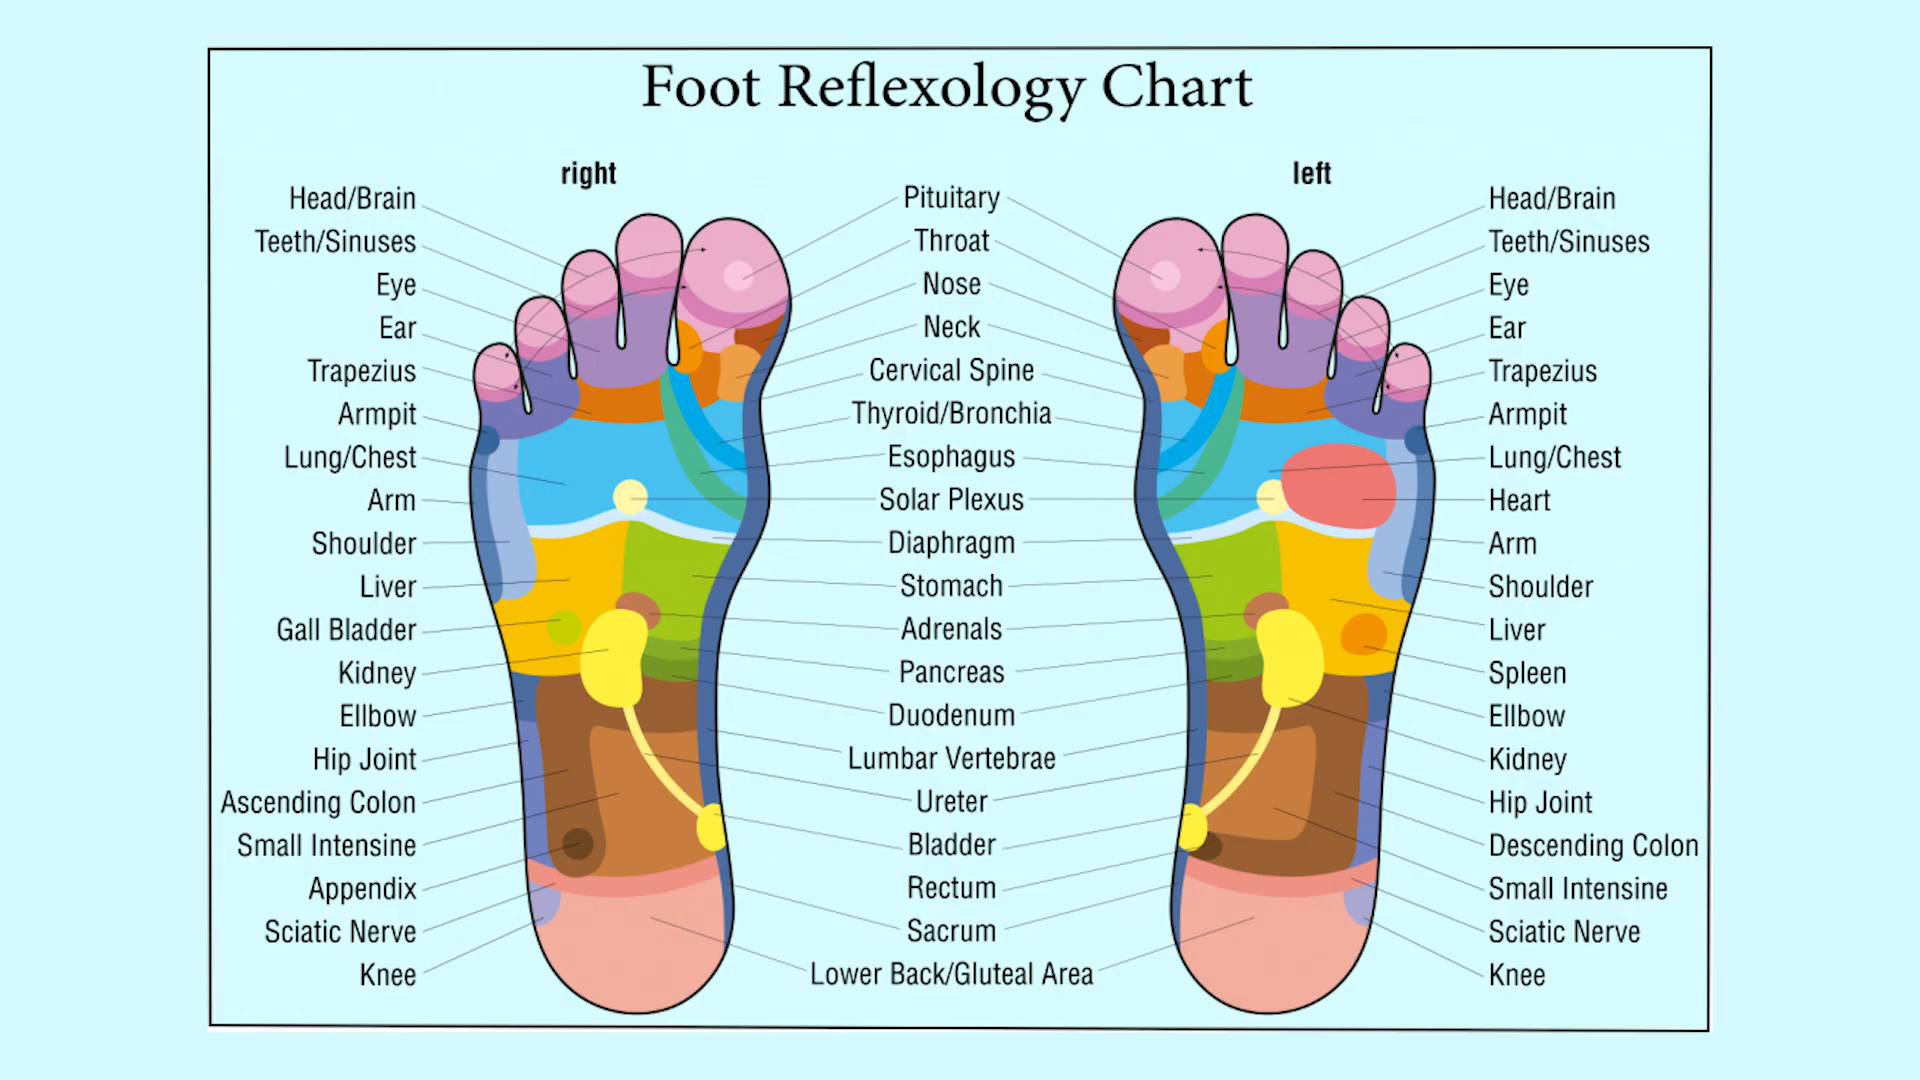 Foot Reflexology Chart
right
left
Head/Brain
Teeth/Sinuses
Eye
Ear
Trapezius
Armpit
Lung/Chest
Arm
Shoulder
Liver
Gall Bladder
Kidney
Ellbow
Hip Joint
Ascending Colon
Small Intensine
Appendix
Sciatic Nerve
Knee
Pituitary
Throat
Nose
Neck
Cervical Spine
Thyroid/Bronchia
Esophagus
Solar Plexus
Diaphragm
Stomach
Adrenals
Pancreas
Duodenum
Lumbar Vertebrae
Ureter
Bladder
Rectum
Sacrum
Lower Back/Gluteal Area
Head/Brain
Teeth/Sinuses
Eye
Ear
Trapezius
Armpit
Lung/Chest
Heart
Arm
Shoulder
Liver
Spleen
Ellbow
Kidney
Hip Joint
Descending Colon
Small Intensine
Sciatic Nerve
Knee